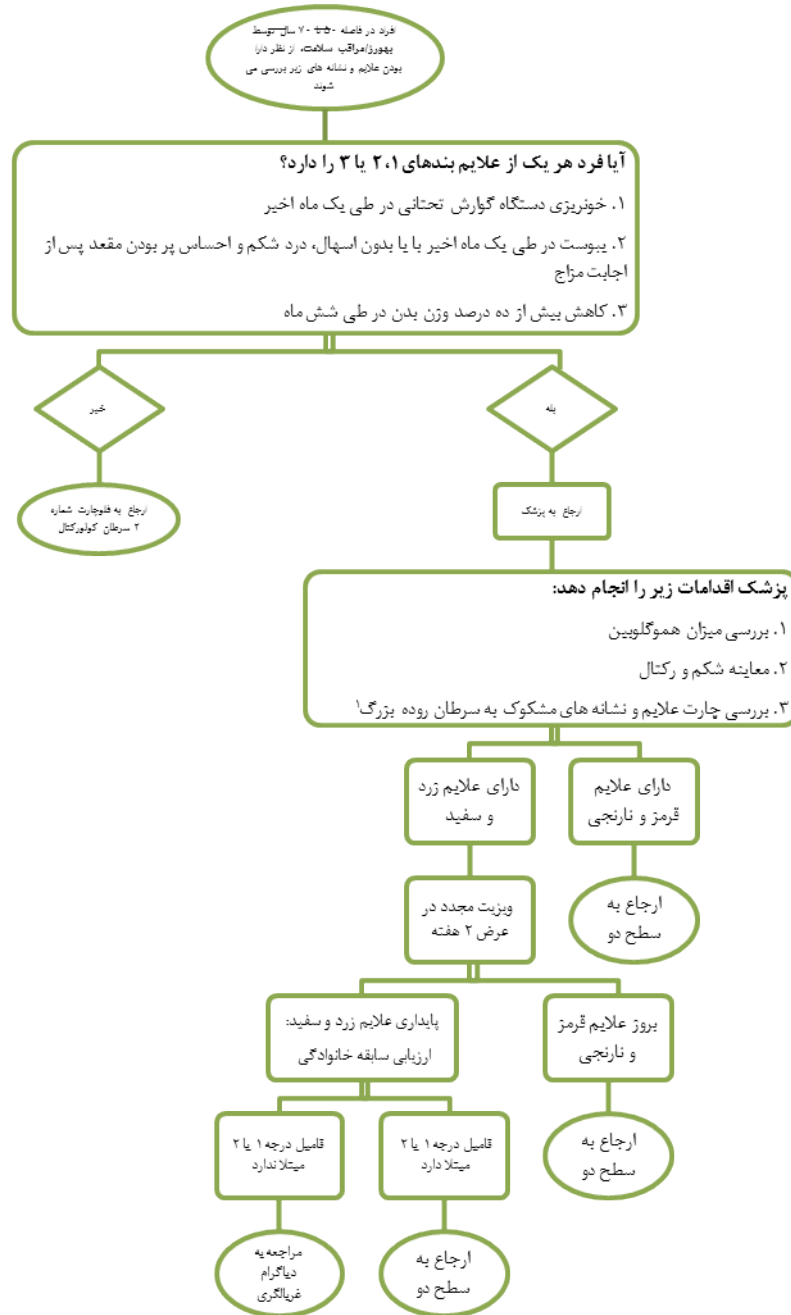 افراد در فاصله ۵۰ تا ۷۰ سال توسط
بهورز/مراقب سلامت، از نظر دارا
بودن علایم و نشانه های زیر بررسی می
شوند
آیا فرد هر یک از علایم بندهای ۱، ۲ یا ۳ را دارد؟
۱. خونریزی دستگاه گوارش تحتانی در طی یک ماه اخیر
۲. یبوست در طی یک ماه اخیر با یا بدون اسهال، درد شکم و احساس پر بودن مقعد پس از
اجابت مزاج
۳. کاهش بیش از ده درصد وزن بدن در طی شش ماه
بله
خیر
ارجاع به پزشک
ارجاع به فلوچارت شماره
۲ سرطان کولورکتال
پزشک اقدامات زیر را انجام دهد:
۱. بررسی میزان هموگلوبین
۲. معاینه شکم و رکتال
۳. بررسی چارت علایم و نشانه های مشکوک به سرطان روده بزرگ۱
دارای علایم
قرمز و نارنجی
دارای علایم زرد
و سفید
ارجاع به
سطح دو
ویزیت مجدد در
عرض ۲ هفته
بروز علایم قرمز
و نارنجی
پایداری علایم زرد و سفید:
ارزیابی سابقه خانوادگی
ارجاع به
سطح دو
فامیل درجه ۱ یا ۲
مبتلا دارد
فامیل درجه ۱ یا ۲
مبتلا ندارد
ارجاع به
سطح دو
مراجعه به
دیاگرام
غربالگری